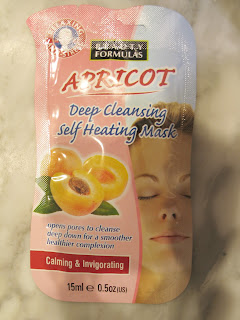 BEAUTY
FORMULAS
APRICOT
Deep Cleansing
Self Heating Mask
opens pores to cleanse
deep down for a smoother
healthier complexion
Calming & Invigorating
15ml e 0.5oz(US)